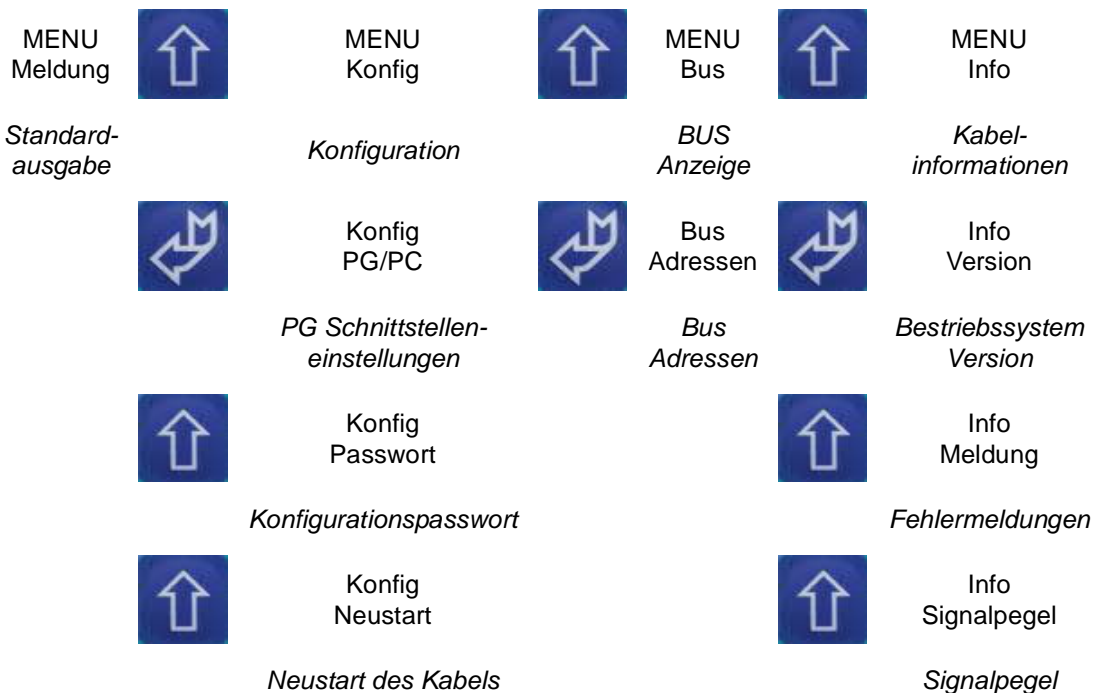 MENU
Meldung
MENU
Konfig
MENU
Bus
MENU
Info
Standard-
ausgabe
Konfiguration
BUS
Anzeige
Kabel-
informationen
Konfig
PG/PC
Bus
Adressen
Info
Version
PG Schnittstellen-
einstellungen
Bus
Adressen
Bestriebssystem
Version
Konfig
Passwort
Info
Meldung
Konfigurationspasswort
Fehlermeldungen
Konfig
Neustart
Info
Signalpegel
Neustart des Kabels
Signalpegel